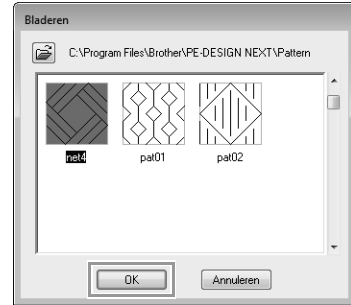 Bladeren
C:\Program Files\Brother\PE-DESIGN NEXT\Pattern
net4 pat01 pat02
OK Annuleren